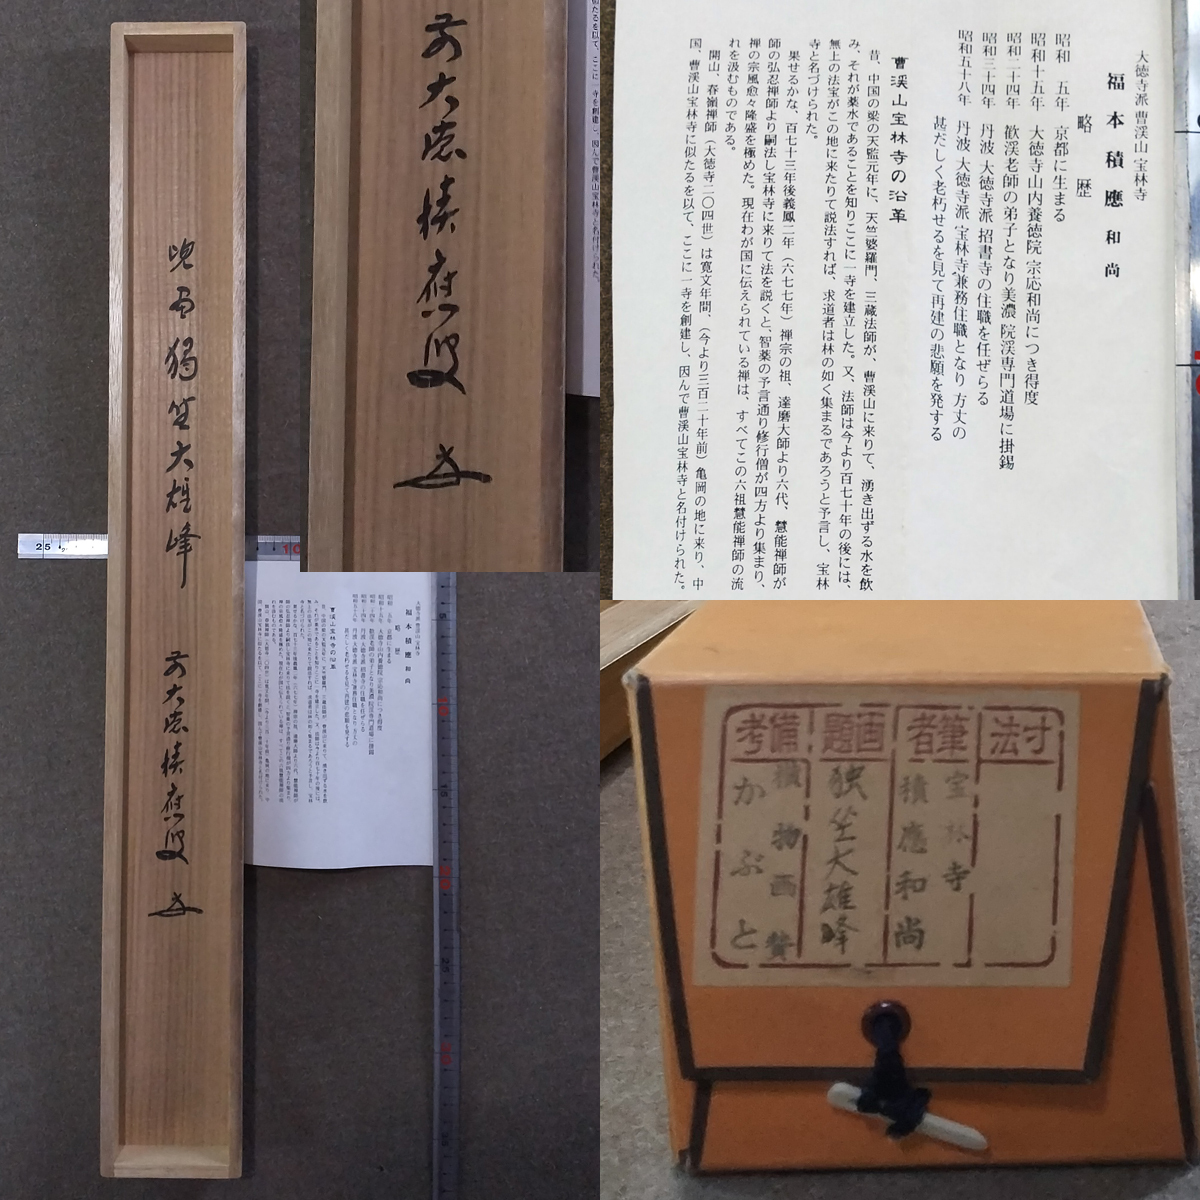 兜画 獨坐大雄峰
前大徳積應叟
前大徳積應叟
大徳寺派 曹渓山 宝林寺
福本積應和尚
略歴
昭和 五年 京都に生まる
昭和十五年 大徳寺山内養徳院 宗応和尚につき得度
昭和二十四年 歓渓老師の弟子となり美濃 院渓専門道場に掛錫
昭和三十四年 丹波 大徳寺派 招書寺の住職を任ぜらる
昭和五十八年 丹波 大徳寺派 宝林寺兼務住職となり 方丈の
甚だしく老朽せるを見て再建の悲願を発する
曹渓山宝林寺の沿革
昔、中国の梁の天監元年に、天竺婆羅門、三蔵法師が、曹渓山に来りて、湧き出ずる水を飲
み、それが薬水であることを知りここに一寺を建立した。又、法師は今より百七十年の後には、
無上の法宝がこの地に来たりて説法すれば、求道者は林の如く集まるであろうと予言し、宝林
寺と名づけられた。
果せるかな、百七十三年後義鳳二年（六七七年）禅宗の祖、達磨大師より六代、慧能禅師が
師の弘忍禅師より嗣法し宝林寺に来りて法を説くと、智薬の予言通り修行僧が四方より集まり、
禅の宗風愈々隆盛を極めた。現在わが国に伝えられている禅は、すべてこの六祖慧能禅師の流
れを汲むものである。
開山、春嶺禅師（大徳寺二〇四世）は寛文年間、（今より三百二十年前）亀岡の地に来り、中
国、曹渓山宝林寺に似たるを以て、ここに一寺を創建し、因んで曹渓山宝林寺と名付けられた。
寸法
筆者
宝林寺
積應和尚
画題
独坐大雄峰
備考
積物画賛
かぶと
25
10